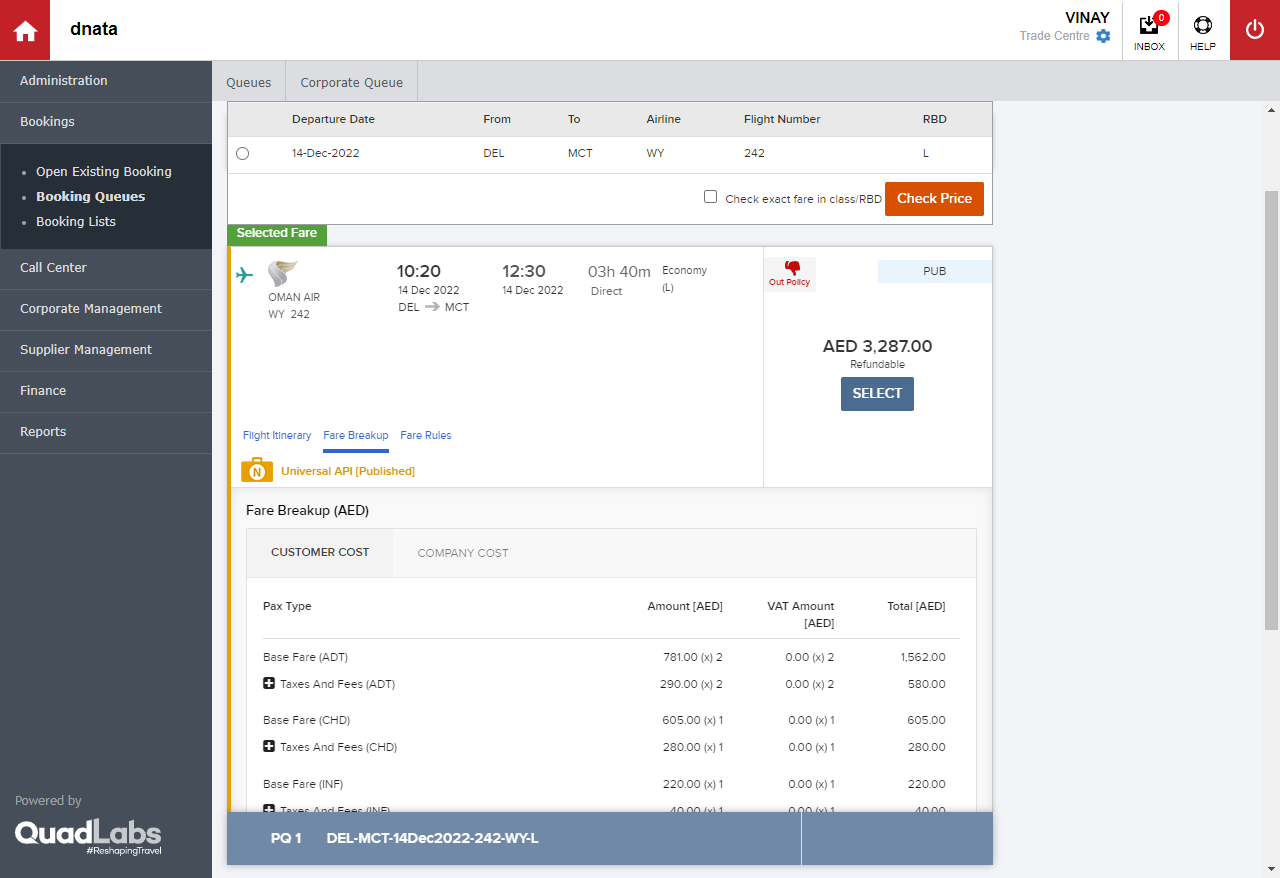 dnata
VINAY
Trade Centre
0
INBOX
HELP
Administration
Bookings
Open Existing Booking
Booking Queues
Booking Lists
Call Center
Corporate Management
Supplier Management
Finance
Reports
Powered by
QuadLabs
#ReshapingTravel
Queues Corporate Queue
Departure Date From To Airline Flight Number RBD
14-Dec-2022 DEL MCT WY 242 L
Check exact fare in class/RBD Check Price
Selected Fare
OMAN AIR
WY 242
10:20
14 Dec 2022
DEL MCT
12:30
14 Dec 2022
03h 40m
Direct
Economy
(L)
Out Policy
PUB
AED 3,287.00
Refundable
SELECT
Flight Itinerary Fare Breakup Fare Rules
N Universal API [Published]
Fare Breakup (AED)
CUSTOMER COST COMPANY COST
Pax Type Amount [AED] VAT Amount [AED] Total [AED]
Base Fare (ADT) 781.00 (x) 2 0.00 (x) 2 1,562.00
Taxes And Fees (ADT) 290.00 (x) 2 0.00 (x) 2 580.00
Base Fare (CHD) 605.00 (x) 1 0.00 (x) 1 605.00
Taxes And Fees (CHD) 280.00 (x) 1 0.00 (x) 1 280.00
Base Fare (INF) 220.00 (x) 1 0.00 (x) 1 220.00
Taxes And Fees (INF) 40.00 (x) 1 0.00 (x) 1 40.00
PQ 1 DEL-MCT-14Dec2022-242-WY-L